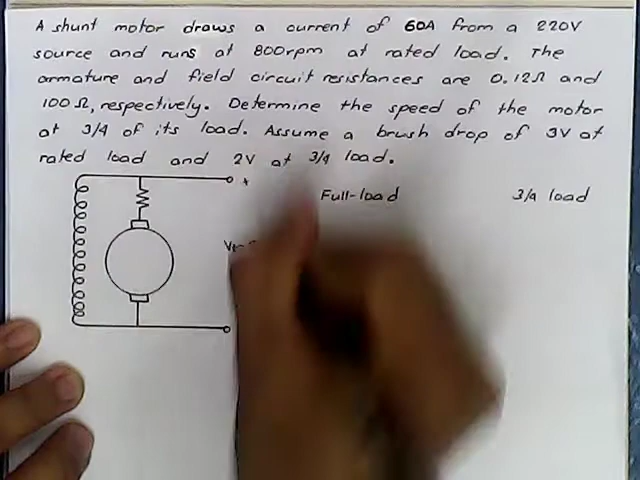 A shunt motor draws a current of 60A from a 220V
source and runs at 800rpm at rated load. The
armature and field circuit resistances are 0.12Ω and
100Ω, respectively. Determine the speed of the motor
at 3/4 of its load. Assume a brush drop of 3V at
rated load and 2V at 3/4 load.
+
Full-load
3/4 load